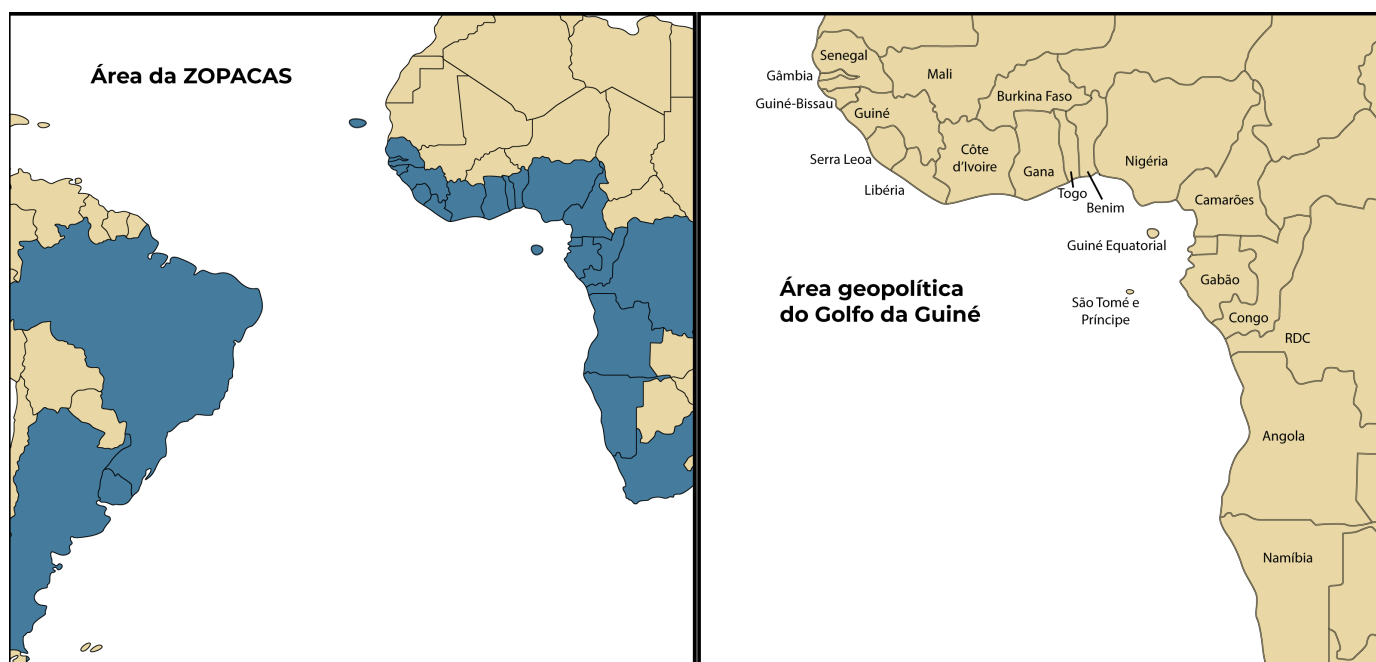 Área da ZOPACAS
Senegal
Gâmbia
Mali
Guiné-Bissau
Burkina Faso
Guiné
Côte
d’Ivoire
Serra Leoa
Nigéria
Gana
Libéria
Togo
Benim
Camarões
Guiné Equatorial
Área geopolítica
do Golfo da Guiné
Gabão
São Tomé e
Príncipe
Congo
RDC
Angola
Namíbia